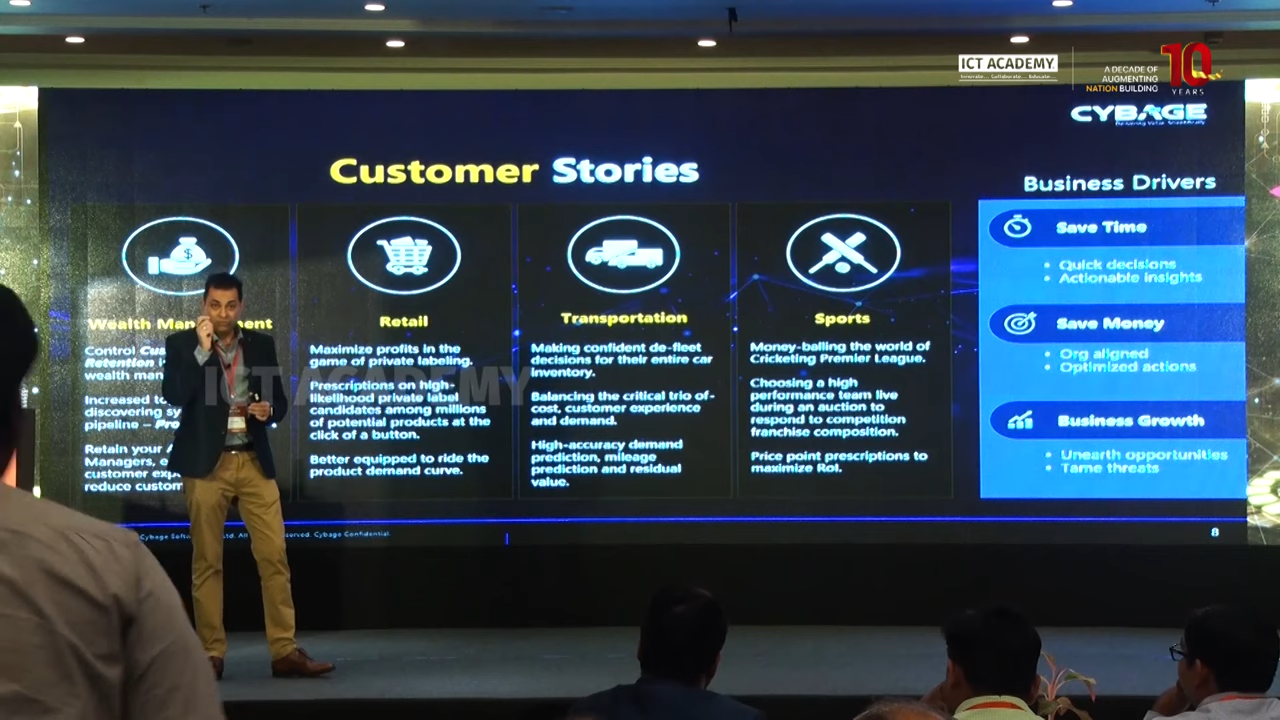 ICT ACADEMY
A DECADE OF
AUGMENTING
NATION BUILDING
10
YEARS
CYBAGE
Customer Stories
Wealth
Control
Retention
wealth
Increased
discovering
pipeline –
Retain your
Managers,
customer
reduce
Retail
Maximize profits in the
game of private labeling.
Prescriptions on high-
likelihood private label
candidates among millions
of potential products at the
click of a button.
Better equipped to ride the
product demand curve.
Transportation
Making confident de-fleet
decisions for their entire car
inventory.
Balancing the critical trio of-
cost, customer experience
and demand.
High-accuracy demand
prediction, mileage
prediction and residual
value.
Sports
Money-balling the world of
Cricketing Premier League.
Choosing a high
performance team live
during an auction to
respond to competition
franchise composition.
Price point prescriptions to
maximize RoI.
Business Drivers
Save Time
• Quick decisions
• Actionable insights
Save Money
• Org aligned
• Optimized actions
Business Growth
• Unearth opportunities
• Tame threats
ICT ACADEMY
Cybage Ltd. All reserved. Cybage Confidential.
8